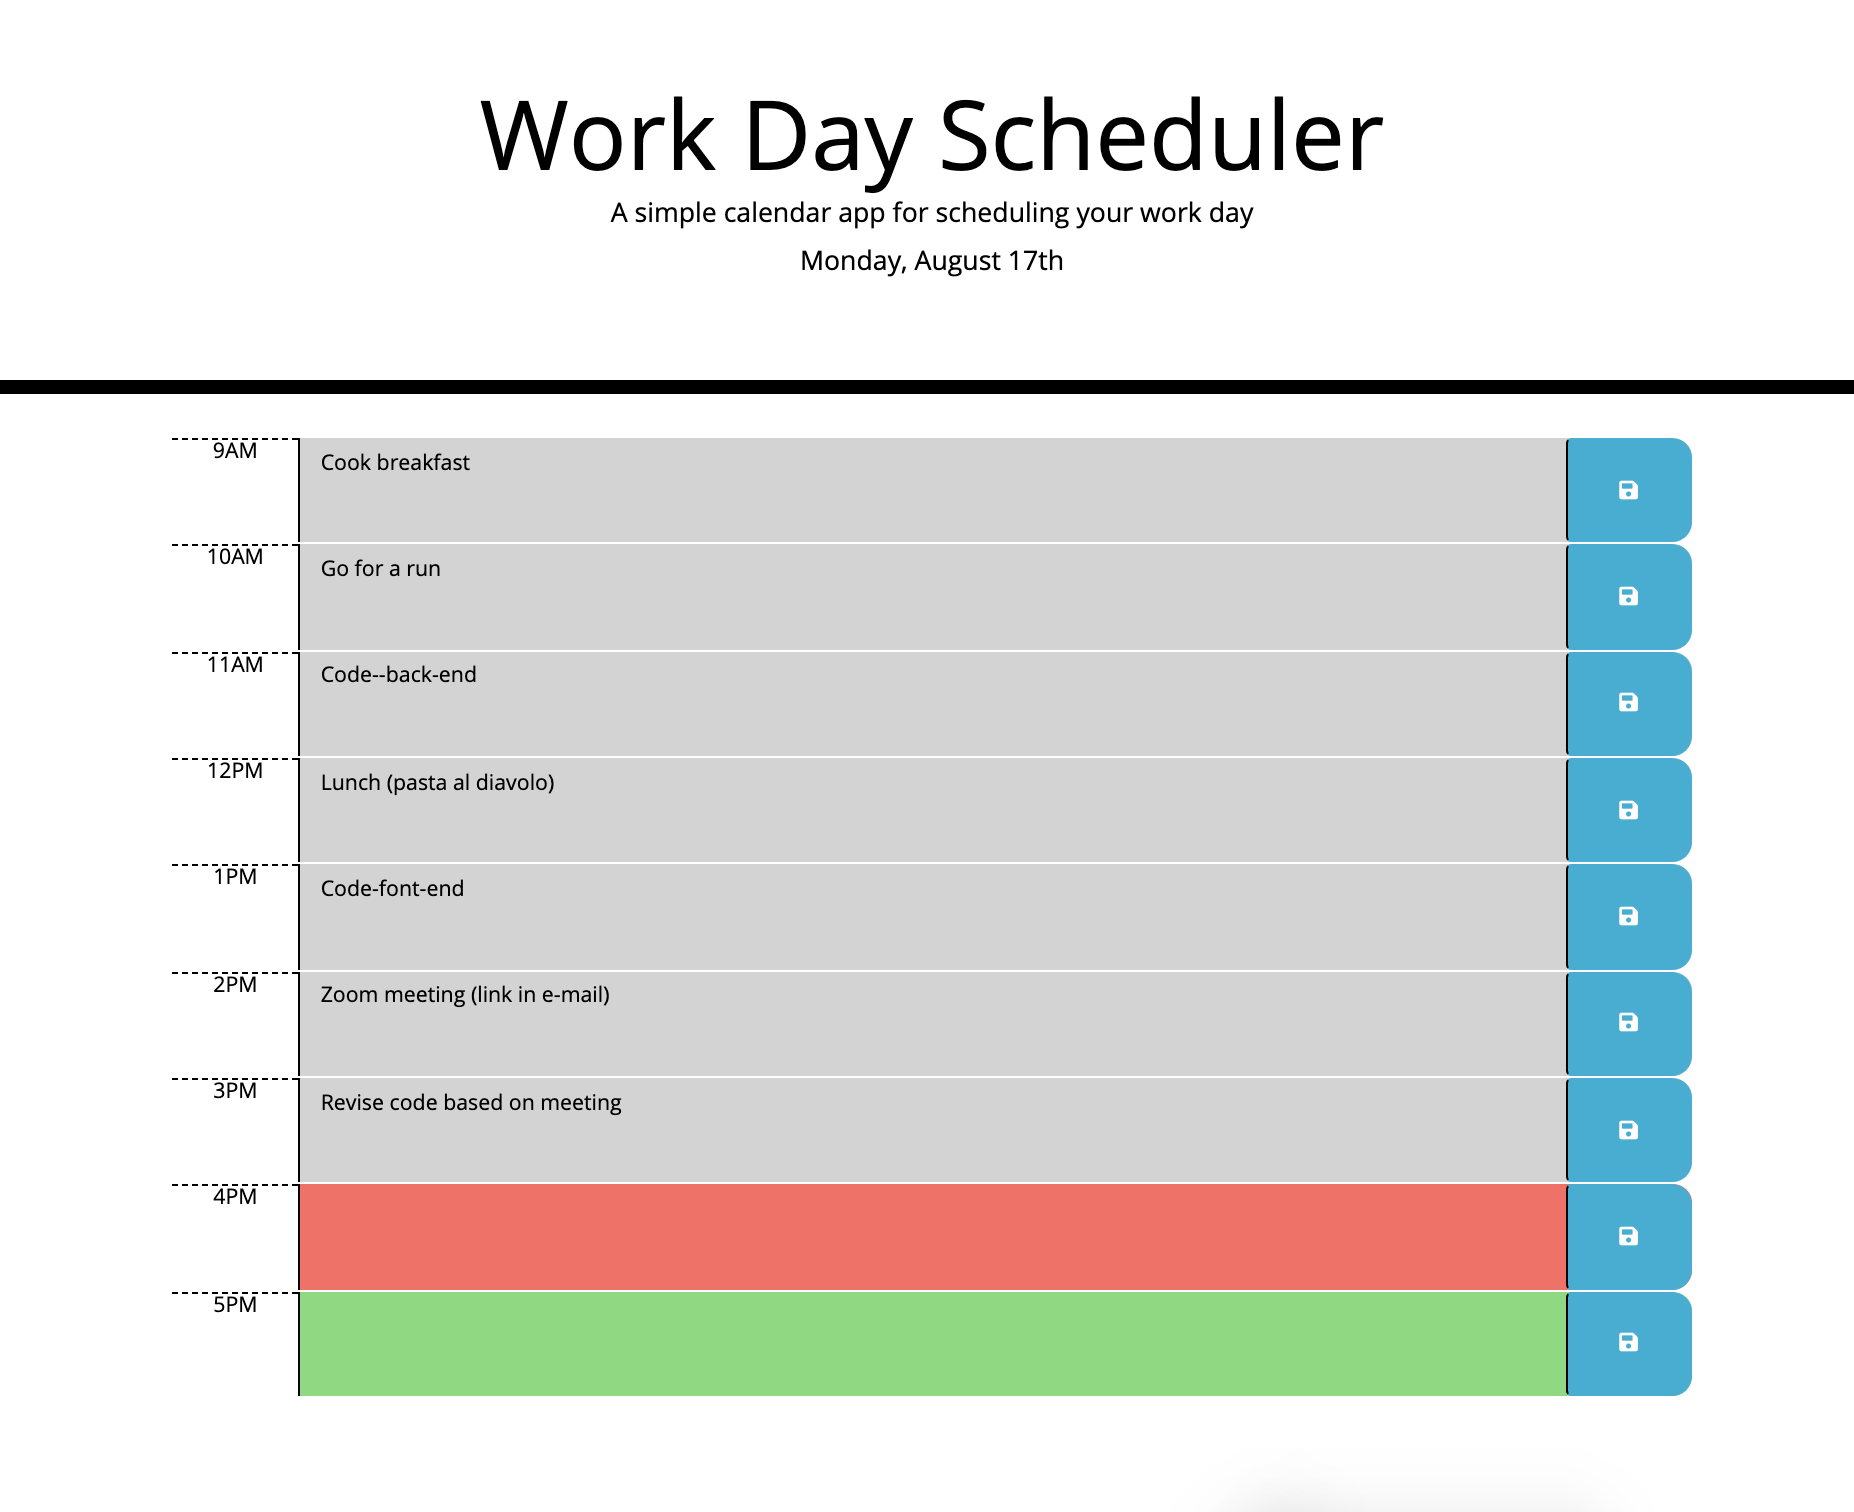 Work Day Scheduler
A simple calendar app for scheduling your work day
Monday, August 17th
9AM
Cook breakfast
10AM
Go for a run
11AM
Code--back-end
12PM
Lunch (pasta al diavolo)
1PM
Code-font-end
2PM
Zoom meeting (link in e-mail)
3PM
Revise code based on meeting
4PM
5PM